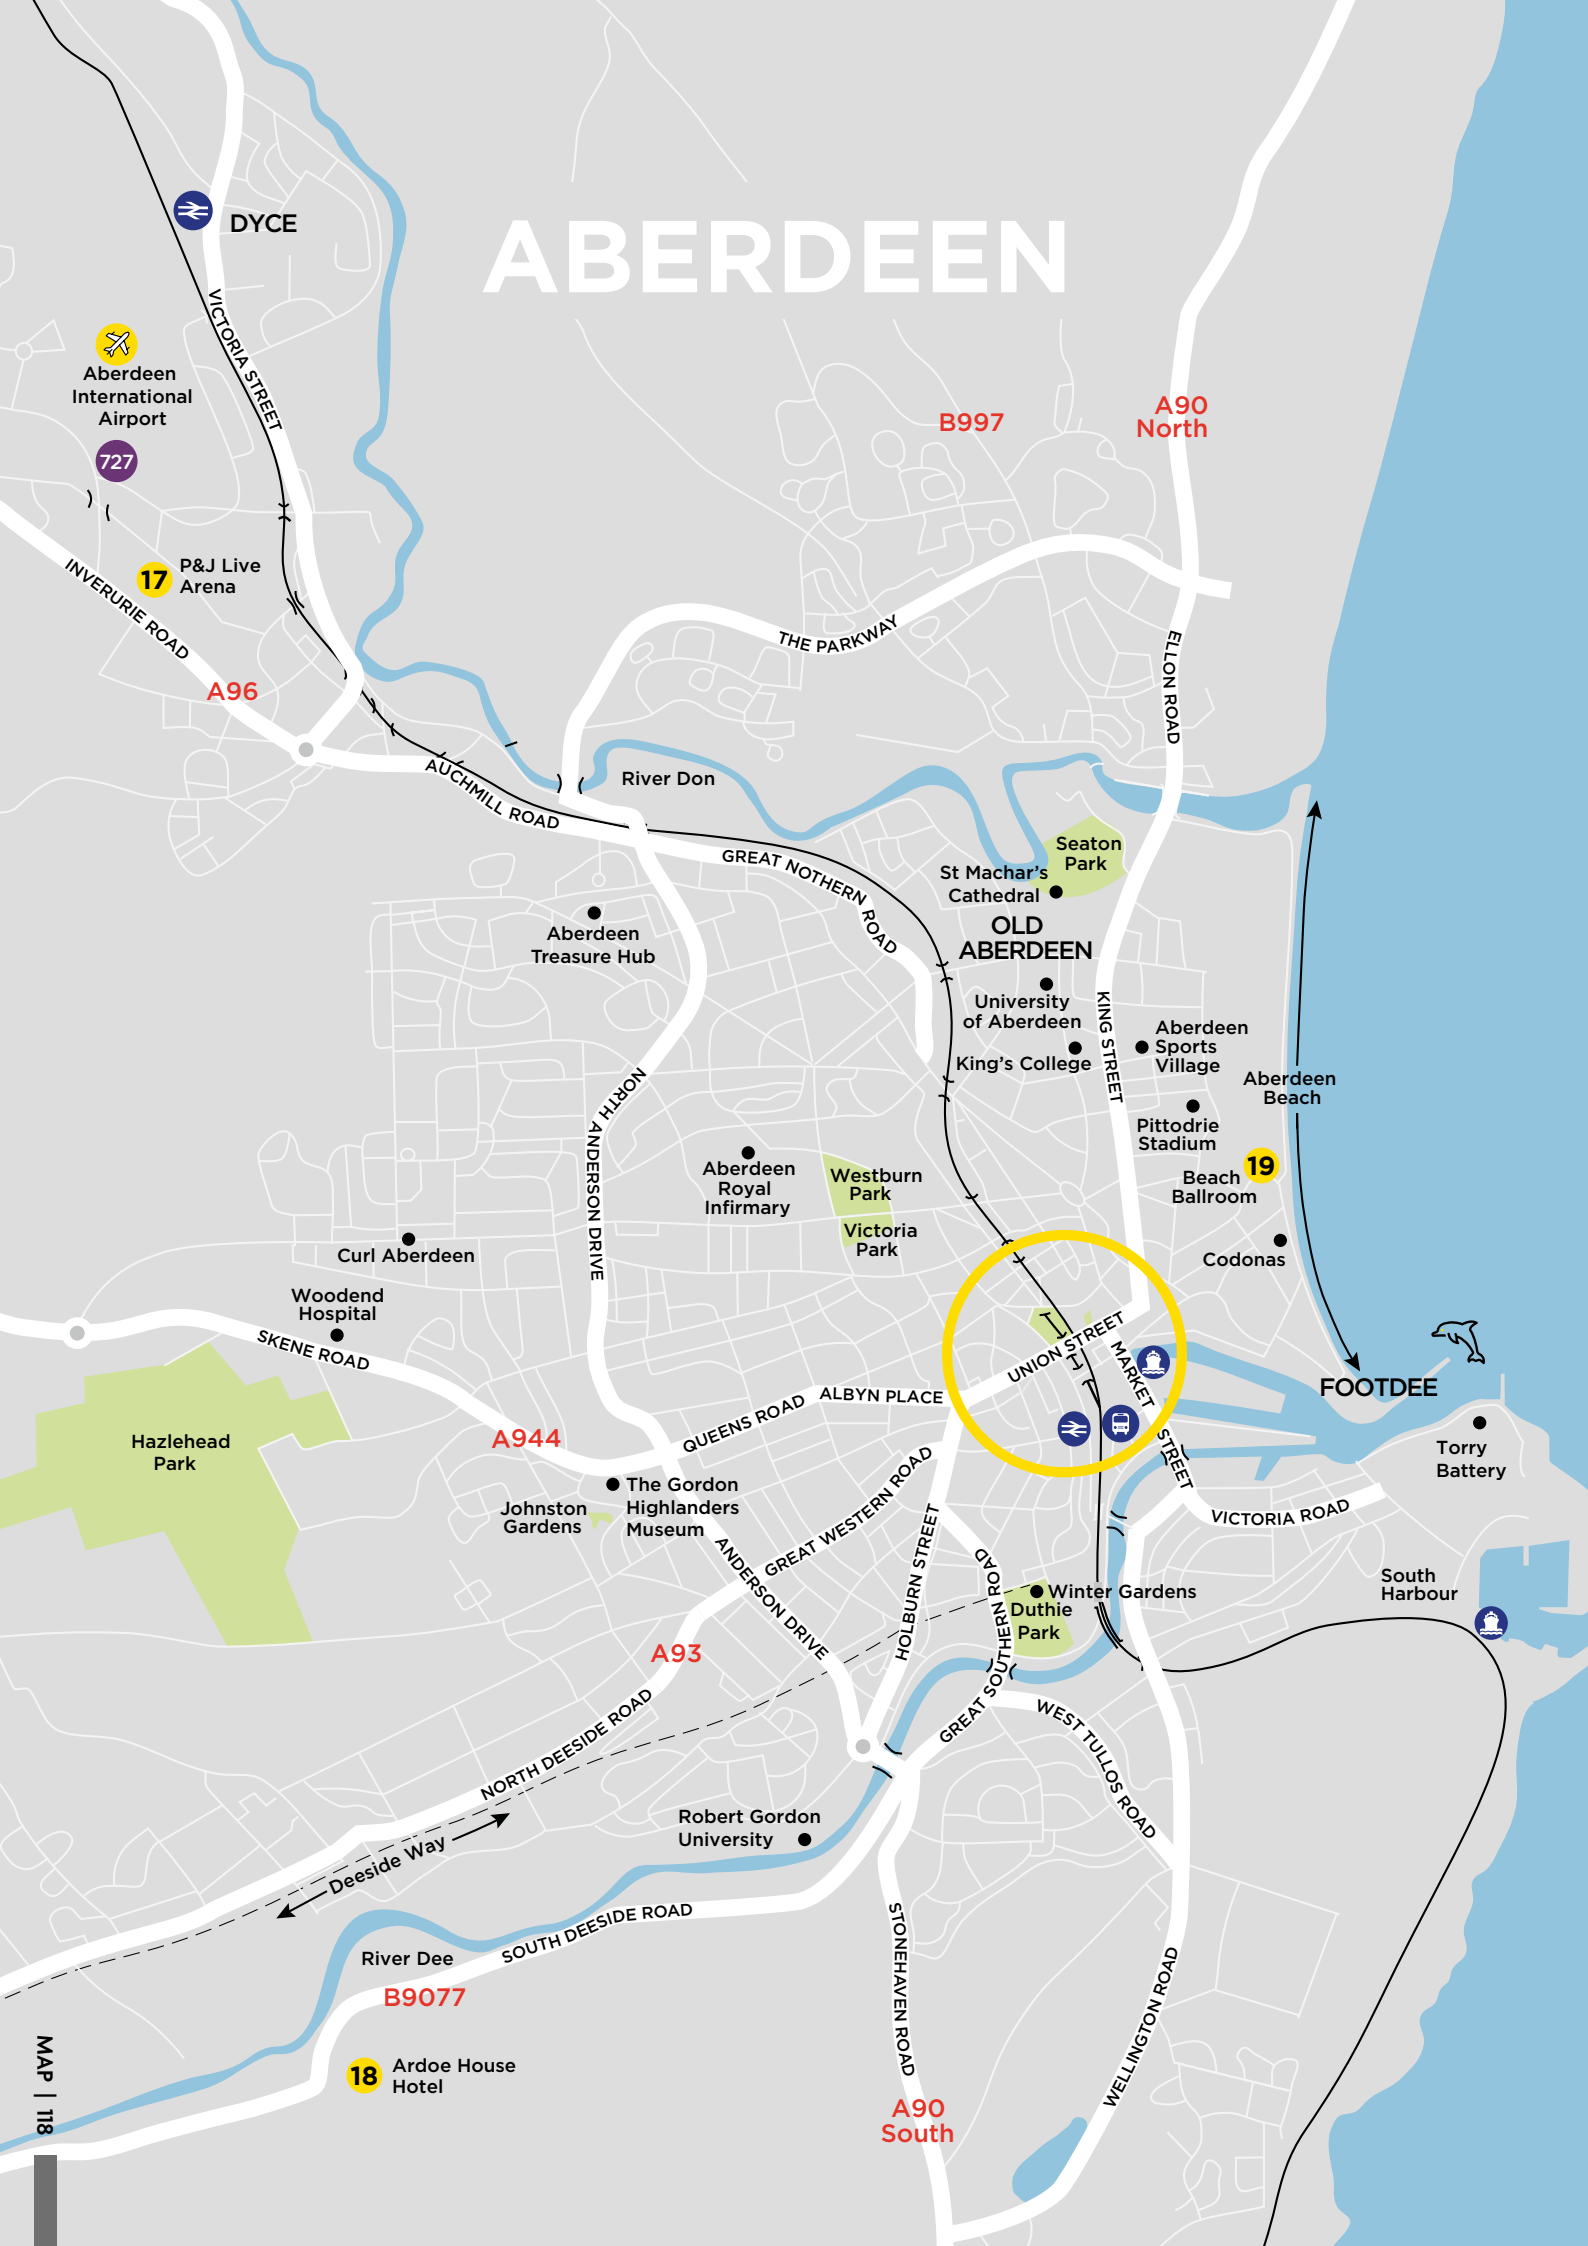 ABERDEEN
DYCE
VICTORIA STREET
Aberdeen
International
Airport
727
B997
A90
North
17
P&J Live
Arena
INVERURIE ROAD
A96
THE PARKWAY
ELLON ROAD
AUCHMILL ROAD
River Don
GREAT NOTHERN ROAD
Seaton
Park
St Machar's
Cathedral
OLD
ABERDEEN
Aberdeen
Treasure Hub
University
of Aberdeen
King's College
KING STREET
Aberdeen
Sports
Village
Aberdeen
Beach
Pittodrie
Stadium
19
Beach
Ballroom
Codonas
NORTH ANDERSON DRIVE
Aberdeen
Royal
Infirmary
Westburn
Park
Victoria
Park
Curl Aberdeen
Woodend
Hospital
SKENE ROAD
UNION STREET
MARKET STREET
FOOTDEE
ALBYN PLACE
QUEENS ROAD
A944
Hazlehead
Park
Torry
Battery
The Gordon
Highlanders
Museum
Johnston
Gardens
GREAT WESTERN ROAD
VICTORIA ROAD
HOLBURN STREET
ANDERSON DRIVE
GREAT SOUTHERN ROAD
Winter Gardens
Duthie
Park
South
Harbour
A93
NORTH DEESIDE ROAD
WEST TULLOS ROAD
Deeside Way
Robert Gordon
University
River Dee
SOUTH DEESIDE ROAD
B9077
STONEHAVEN ROAD
WELLINGTON ROAD
18
Ardoe House
Hotel
A90
South
MAP | 118